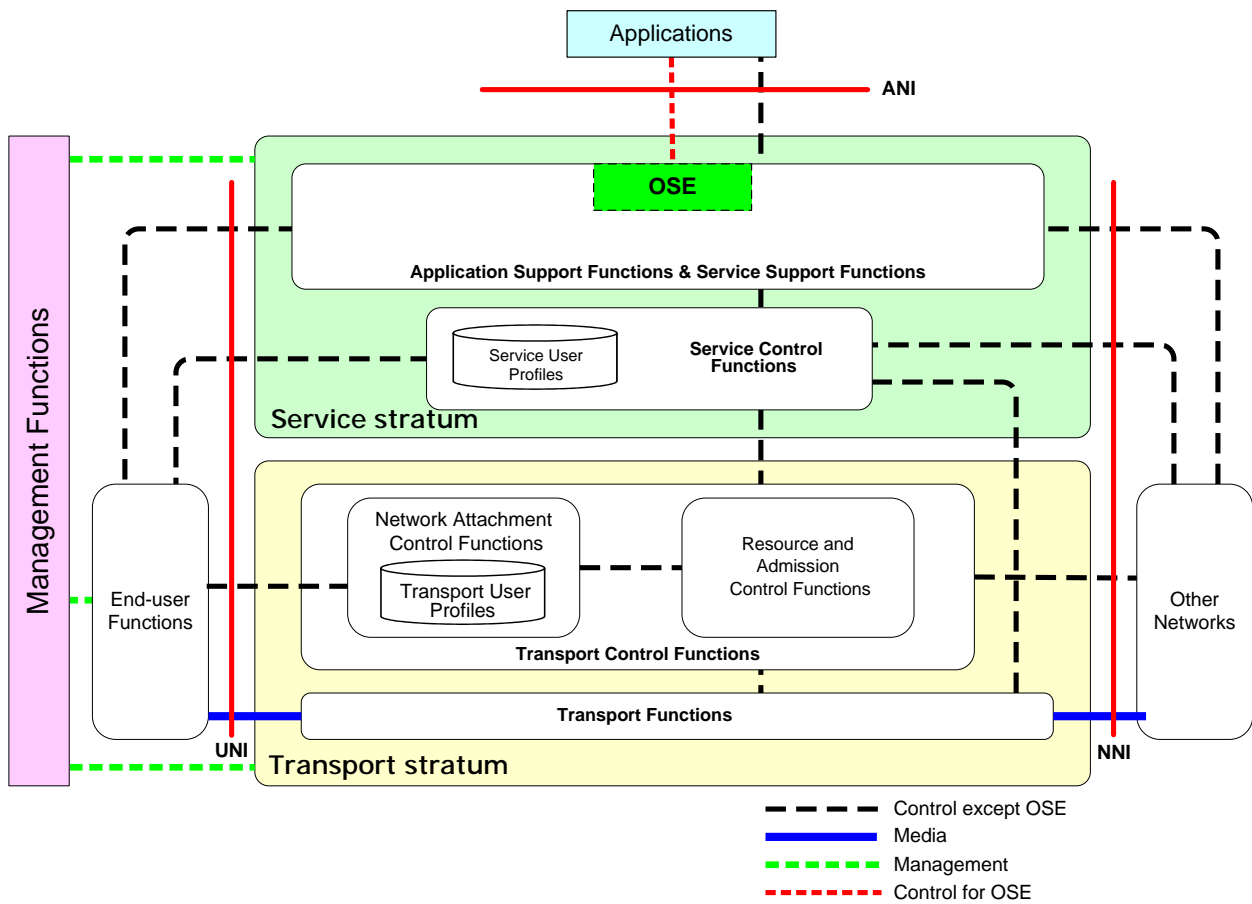 Applications
ANI
OSE
Application Support Functions & Service Support Functions
Service User
Profiles
Service Control
Functions
Service stratum
Management Functions
Network Attachment
Control Functions
Transport User
Profiles
Resource and
Admission
Control Functions
End-user
Functions
Other
Networks
Transport Control Functions
Transport Functions
UNI
NNI
Transport stratum
Control except OSE
Media
Management
Control for OSE